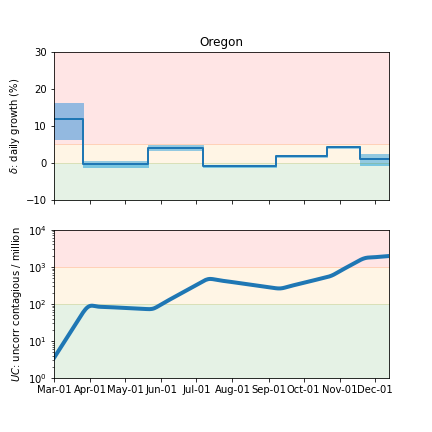 Oregon
δ: daily growth (%)
30
20
10
0
−10
UC: uncorr contagious / million
10⁴
10³
10²
10¹
10⁰
Mar-01 Apr-01 May-01 Jun-01 Jul-01 Aug-01 Sep-01 Oct-01 Nov-01 Dec-01